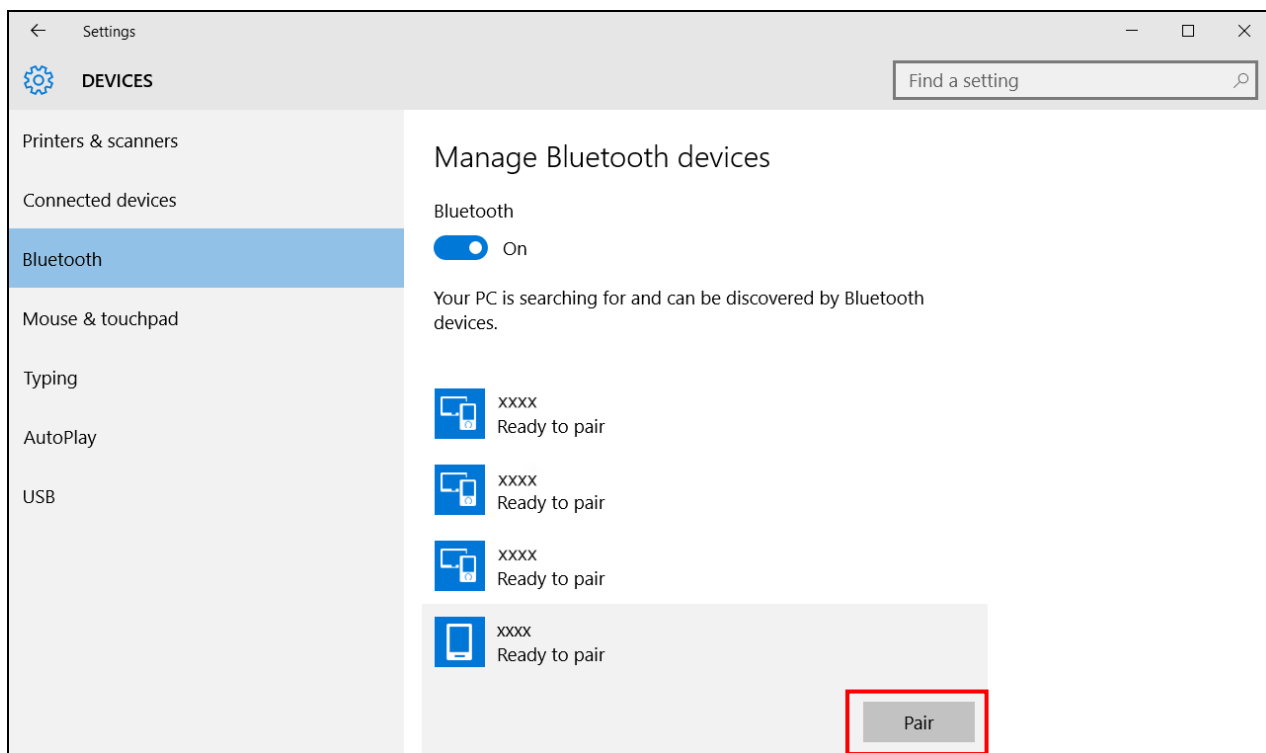 Settings
DEVICES
Find a setting
Printers & scanners
Connected devices
Bluetooth
Mouse & touchpad
Typing
AutoPlay
USB
Manage Bluetooth devices
Bluetooth
On
Your PC is searching for and can be discovered by Bluetooth
devices.
xxxx
Ready to pair
xxxx
Ready to pair
xxxx
Ready to pair
xxxx
Ready to pair
Pair